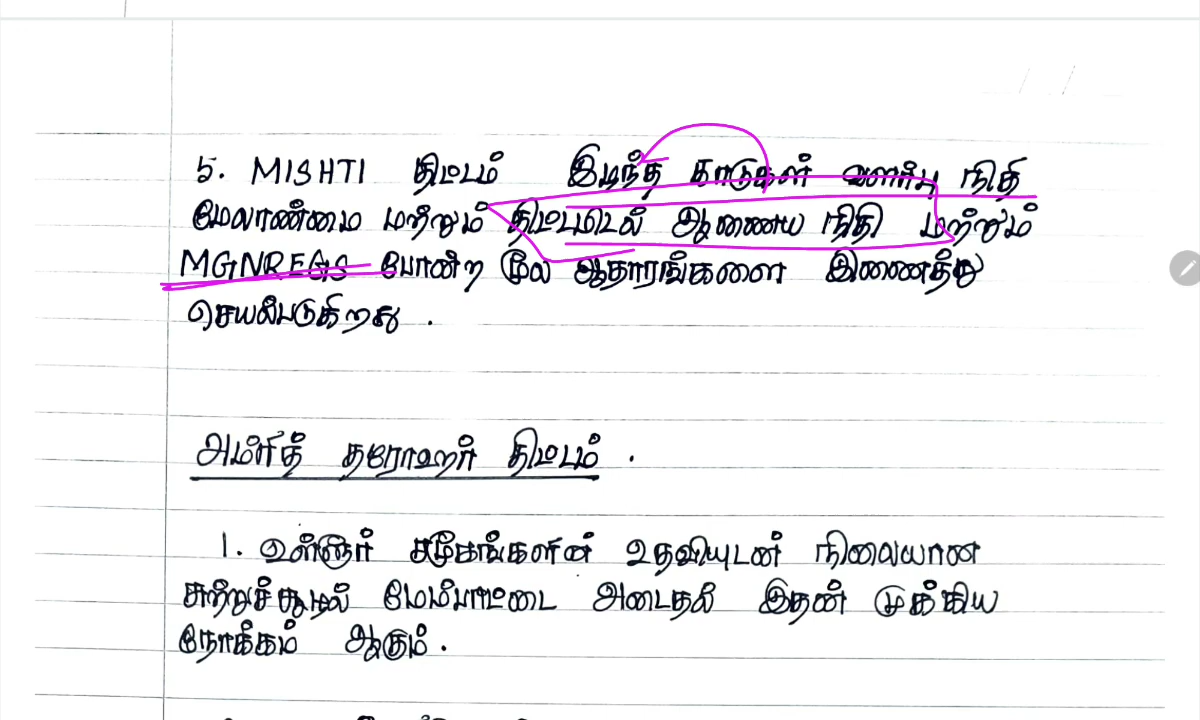 5. MISHTI திட்டம் இழந்த காடுகள் வளர்ப்பு நிதி
மேலாண்மை மற்றும் திட்டமிடல் ஆணைய நிதி மற்றும்
MGNREGS போன்ற மூல ஆதாரங்களை இணைத்து
செயல்படுகிறது .
அம்ரித் தரோஹர் திட்டம் .
1. உள்ளூர் சமூகங்களின் உதவியுடன் நிலையான
சுற்றுச்சூழல் மேம்பாட்டை அடைதல் இதன் முக்கிய
நோக்கம் ஆகும்.